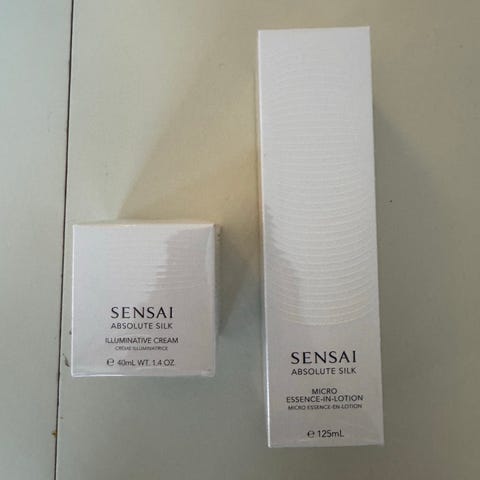 SENSAI
ABSOLUTE SILK
ILLUMINATIVE CREAM
CRÈME ILLUMINATRICE
℮ 40mL WT. 1.4 OZ.
SENSAI
ABSOLUTE SILK
MICRO
ESSENCE-IN-LOTION
MICRO ESSENCE-EN-LOTION
℮ 125mL